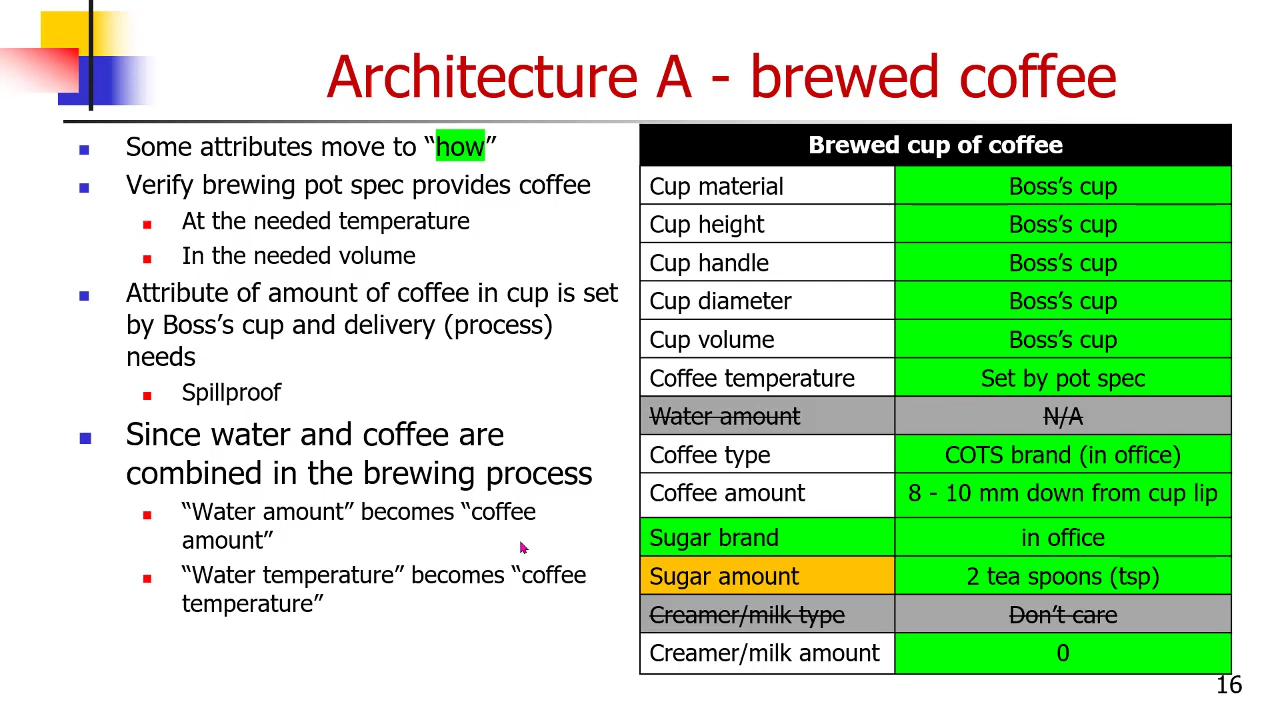 Architecture A - brewed coffee
Some attributes move to “how”
Verify brewing pot spec provides coffee
At the needed temperature
In the needed volume
Attribute of amount of coffee in cup is set
by Boss’s cup and delivery (process)
needs
Spillproof
Since water and coffee are
combined in the brewing process
“Water amount” becomes “coffee
amount”
“Water temperature” becomes “coffee
temperature”
Brewed cup of coffee
Cup material Boss’s cup
Cup height Boss’s cup
Cup handle Boss’s cup
Cup diameter Boss’s cup
Cup volume Boss’s cup
Coffee temperature Set by pot spec
Water amount N/A
Coffee type COTS brand (in office)
Coffee amount 8 - 10 mm down from cup lip
Sugar brand in office
Sugar amount 2 tea spoons (tsp)
Creamer/milk type Don’t care
Creamer/milk amount 0
16